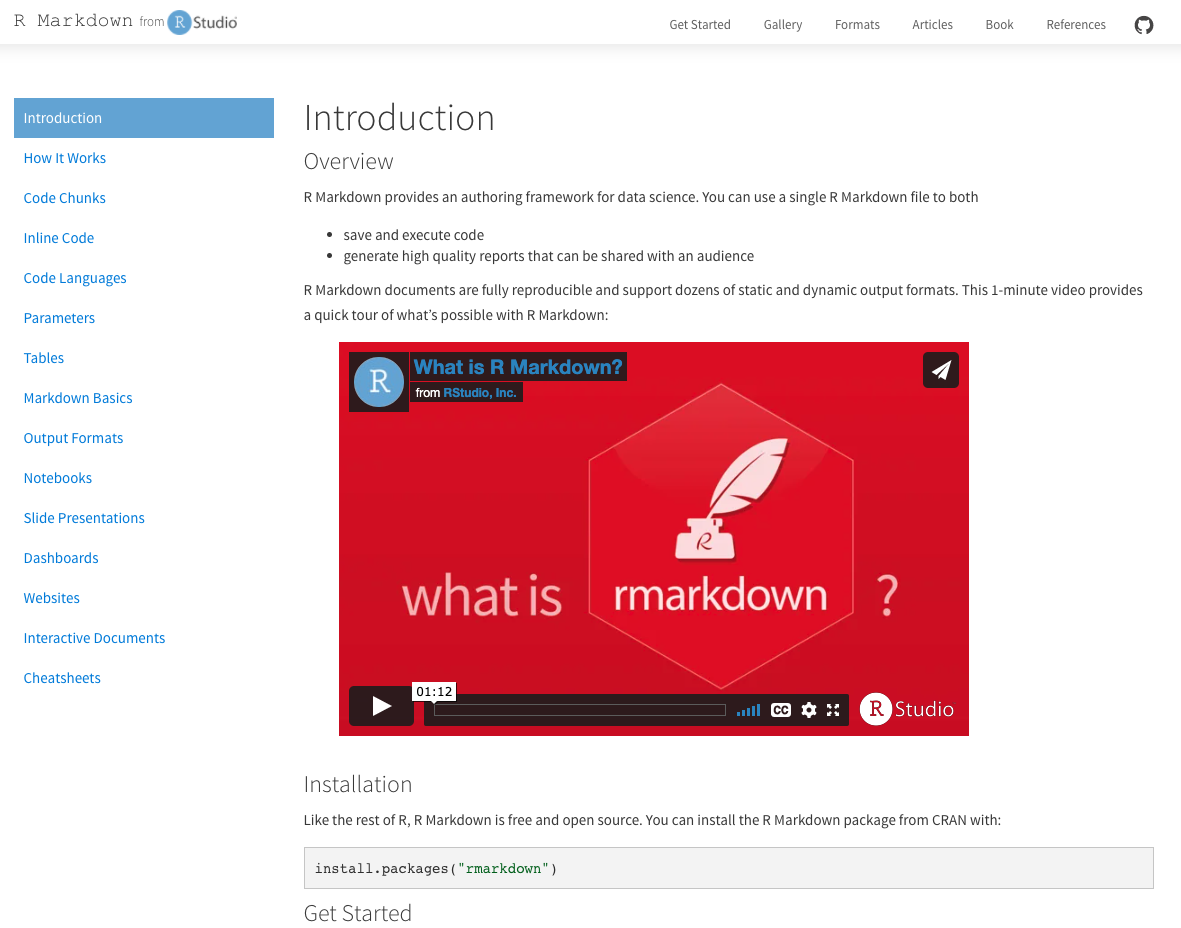 R Markdown from R Studio
Get Started Gallery Formats Articles Book References
Introduction
How It Works
Code Chunks
Inline Code
Code Languages
Parameters
Tables
Markdown Basics
Output Formats
Notebooks
Slide Presentations
Dashboards
Websites
Interactive Documents
Cheatsheets
Introduction
Overview
R Markdown provides an authoring framework for data science. You can use a single R Markdown file to both
• save and execute code
• generate high quality reports that can be shared with an audience
R Markdown documents are fully reproducible and support dozens of static and dynamic output formats. This 1-minute video provides
a quick tour of what’s possible with R Markdown:
R
What is R Markdown?
from RStudio, Inc.
R
what is rmarkdown ?
01:12
CC
R Studio
Installation
Like the rest of R, R Markdown is free and open source. You can install the R Markdown package from CRAN with:
install.packages("rmarkdown")
Get Started